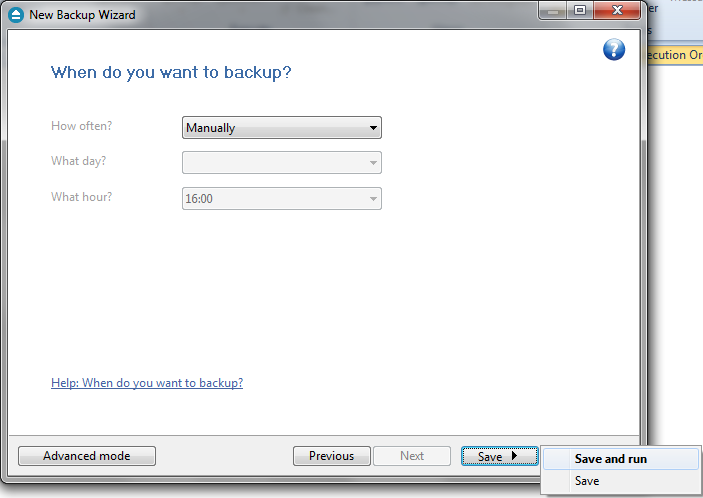 New Backup Wizard
ecution Or
When do you want to backup?
How often?
Manually
What day?
What hour?
16:00
Help: When do you want to backup?
Advanced mode
Previous
Next
Save
Save and run
Save